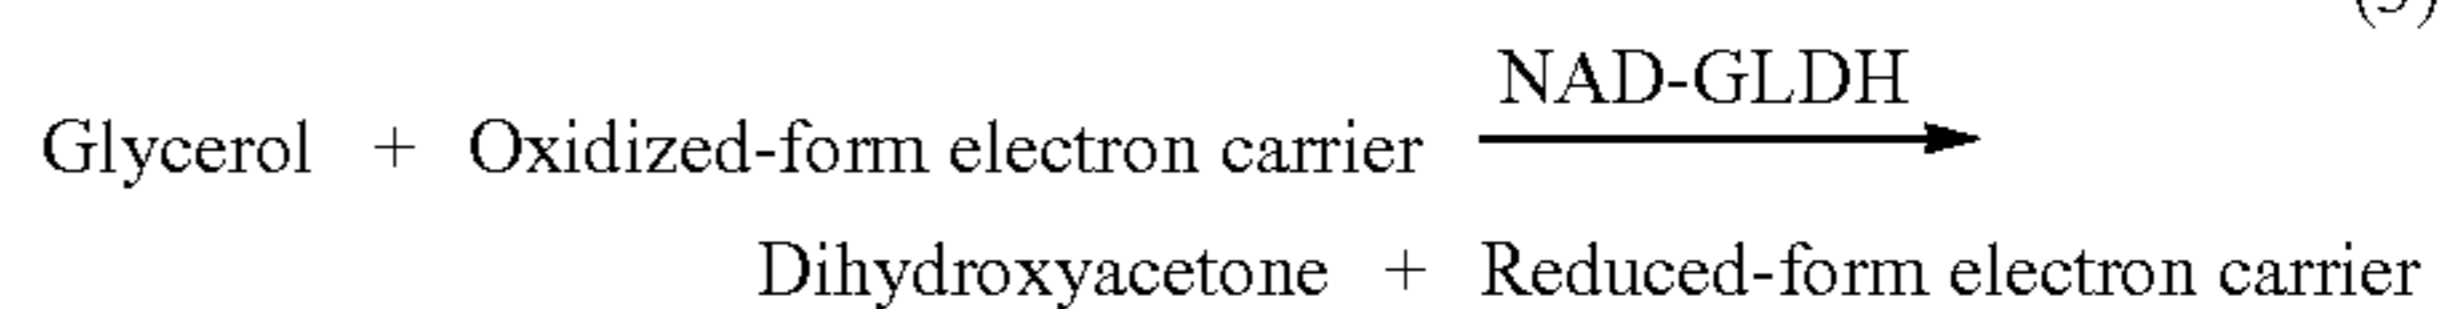 NAD-GLDH
Glycerol + Oxidized-form electron carrier
Dihydroxyacetone + Reduced-form electron carrier